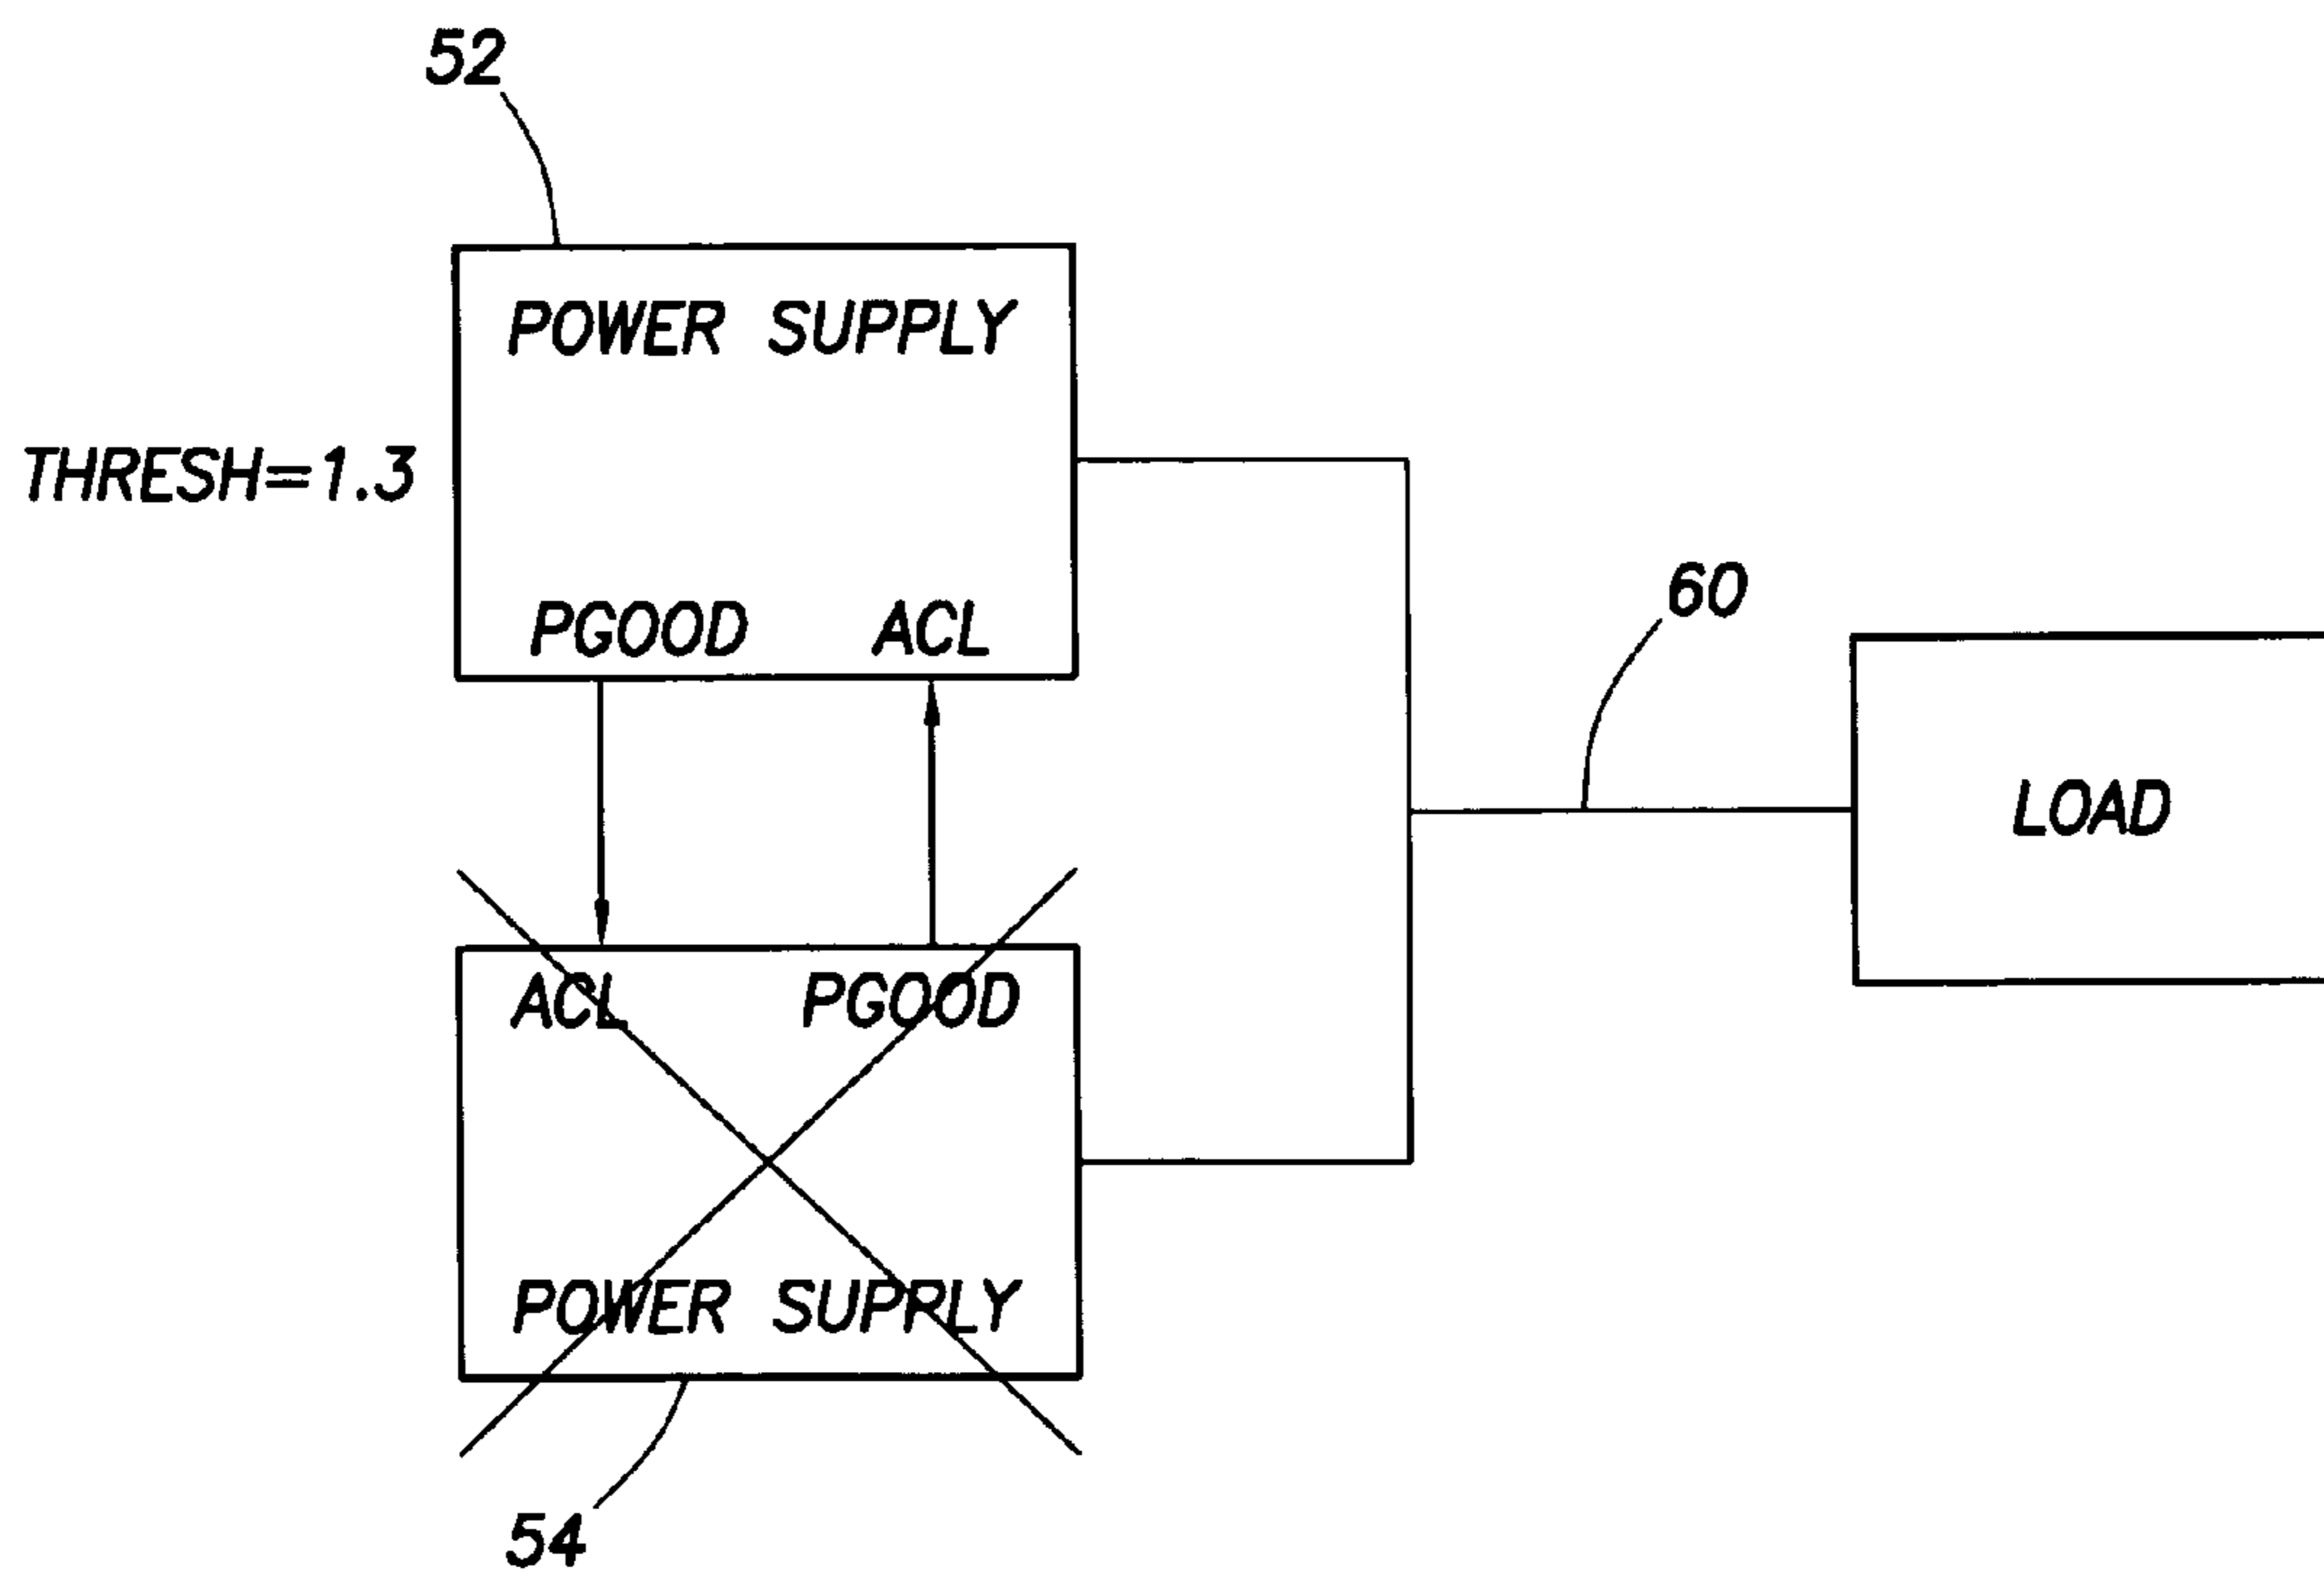 52
POWER SUPPLY
THRESH=1.3
60
PGOOD ACL
LOAD
ACL PGOOD
POWER SUPPLY
54